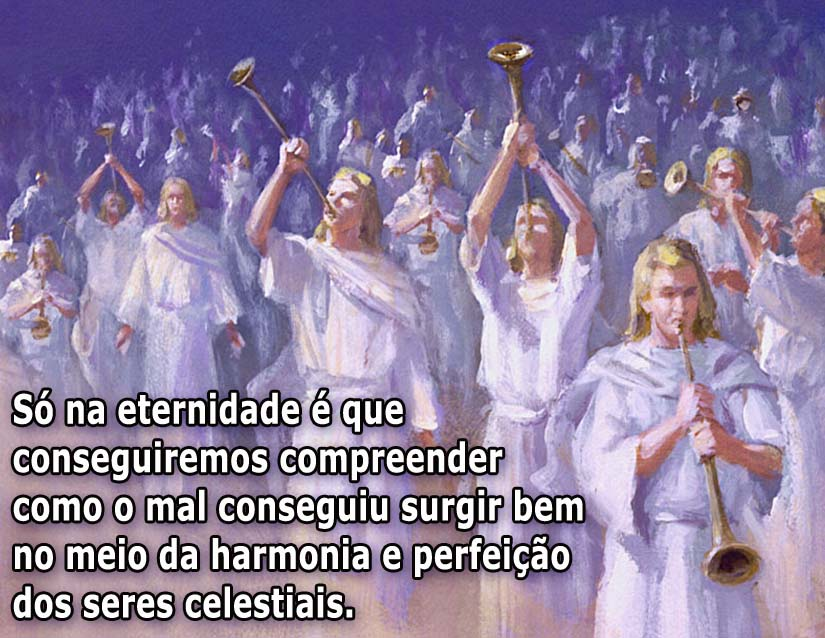 Só na eternidade é que
conseguiremos compreender
como o mal conseguiu surgir bem
no meio da harmonia e perfeição
dos seres celestiais.